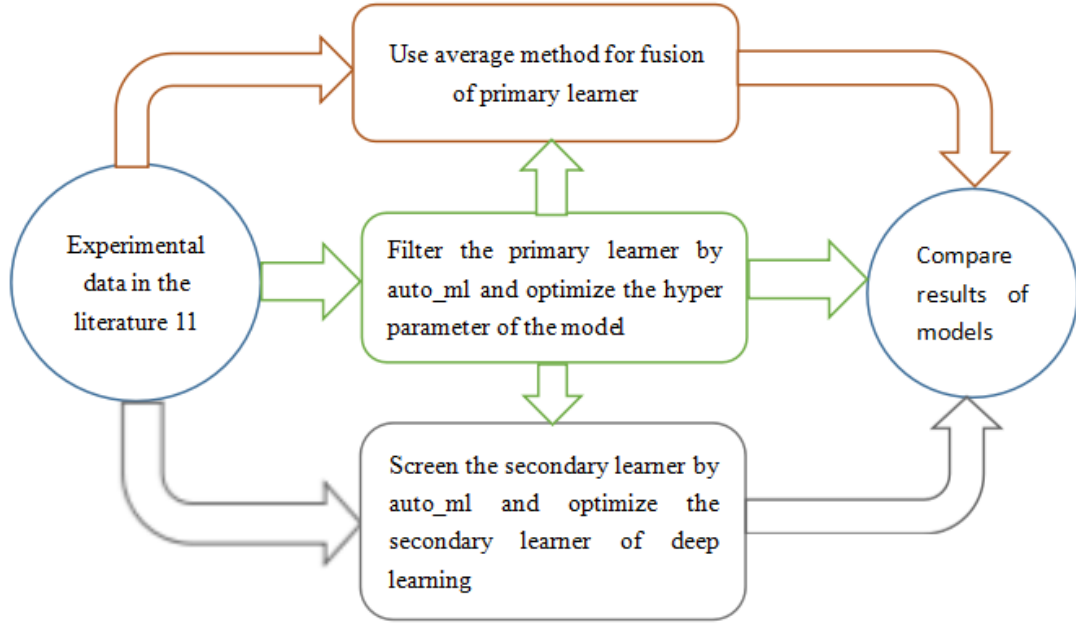 Use average method for fusion
of primary learner
Experimental
data in the
literature 11
Filter the primary learner by
auto_ml and optimize the hyper
parameter of the model
Compare
results of
models
Screen the secondary learner by
auto_ml and optimize the
secondary learner of deep
learning